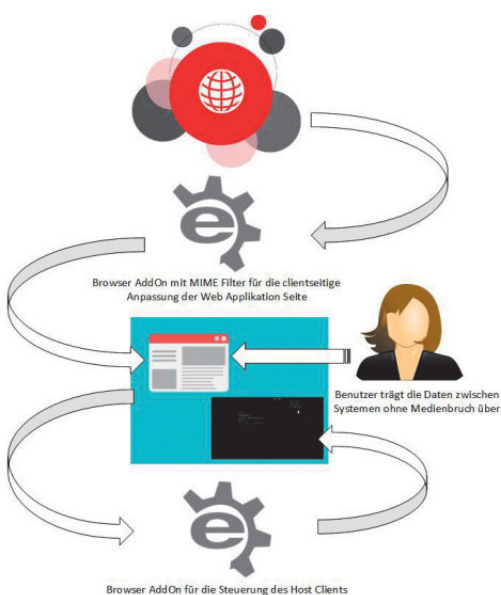 e
Browser AddOn mit MIME Filter für die clientseitige
Anpassung der Web Applikation Seite
Benutzer trägt die Daten zwischen
Systemen ohne Medienbruch über
e
Browser AddOn für die Steuerung des Host Clients